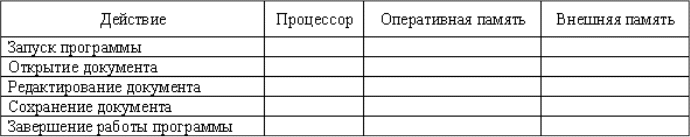 Действие Процессор Оперативная память Внешняя память
Запуск программы
Открытие документа
Редактирование документа
Сохранение документа
Завершение работы программы